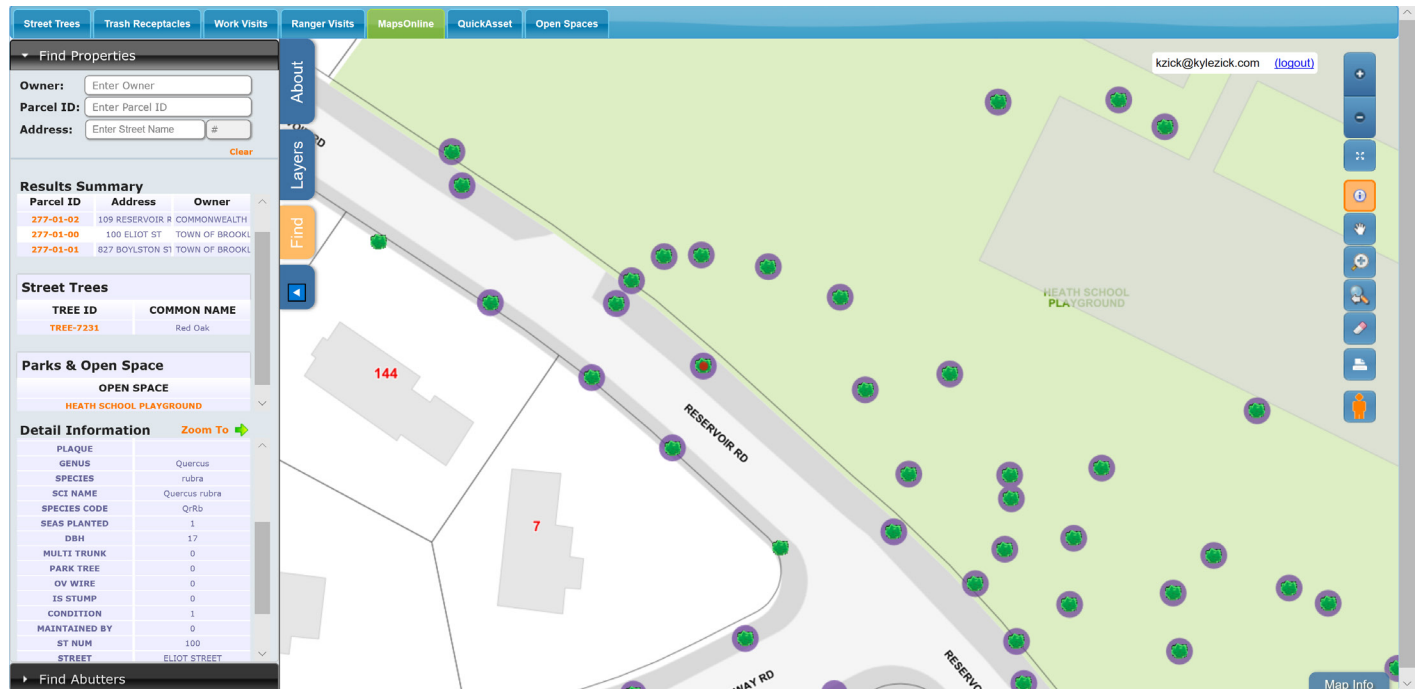 Street Trees Trash Receptacles Work Visits Ranger Visits MapsOnline QuickAsset Open Spaces
Find Properties
Owner: Enter Owner
Parcel ID: Enter Parcel ID
Address: Enter Street Name #
Clear
Results Summary
Parcel ID Address Owner
277-01-02 109 RESERVOIR R COMMONWEALTH
277-01-00 100 ELIOT ST TOWN OF BROOKL
277-01-01 827 BOYLSTON ST TOWN OF BROOKL
Street Trees
TREE ID COMMON NAME
TREE-7231 Red Oak
Parks & Open Space
OPEN SPACE
HEATH SCHOOL PLAYGROUND
Detail Information Zoom To
PLAQUE
GENUS Quercus
SPECIES rubra
SCI NAME Quercus rubra
SPECIES CODE QrRb
SEAS PLANTED 1
DBH 17
MULTI TRUNK 0
PARK TREE 0
OV WIRE 0
IS STUMP 0
CONDITION 1
MAINTAINED BY 0
ST NUM 100
STREET ELIOT STREET
Find Abutters
About
Layers
Find
kzick@kylezick.com (logout)
HEATH SCHOOL
PLAYGROUND
144
RESERVOIR RD
7
WAY RD
RESERVO
Map Info